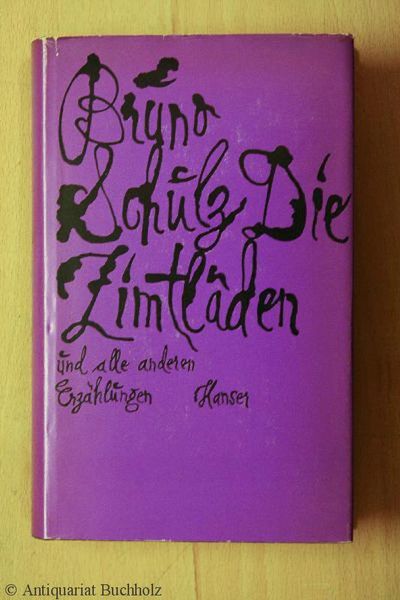 Bruno
Schulz Die
Zimtläden
und alle anderen
Erzählungen Hanser
© Antiquariat Buchholz